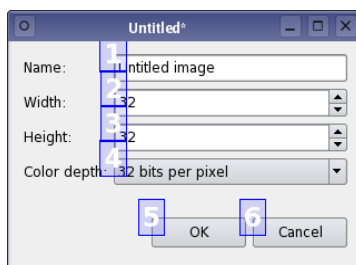 Untitled*
1
Name: Untitled image
2
Width: 32
3
Height: 32
4
Color depth: 32 bits per pixel
5 6
OK Cancel